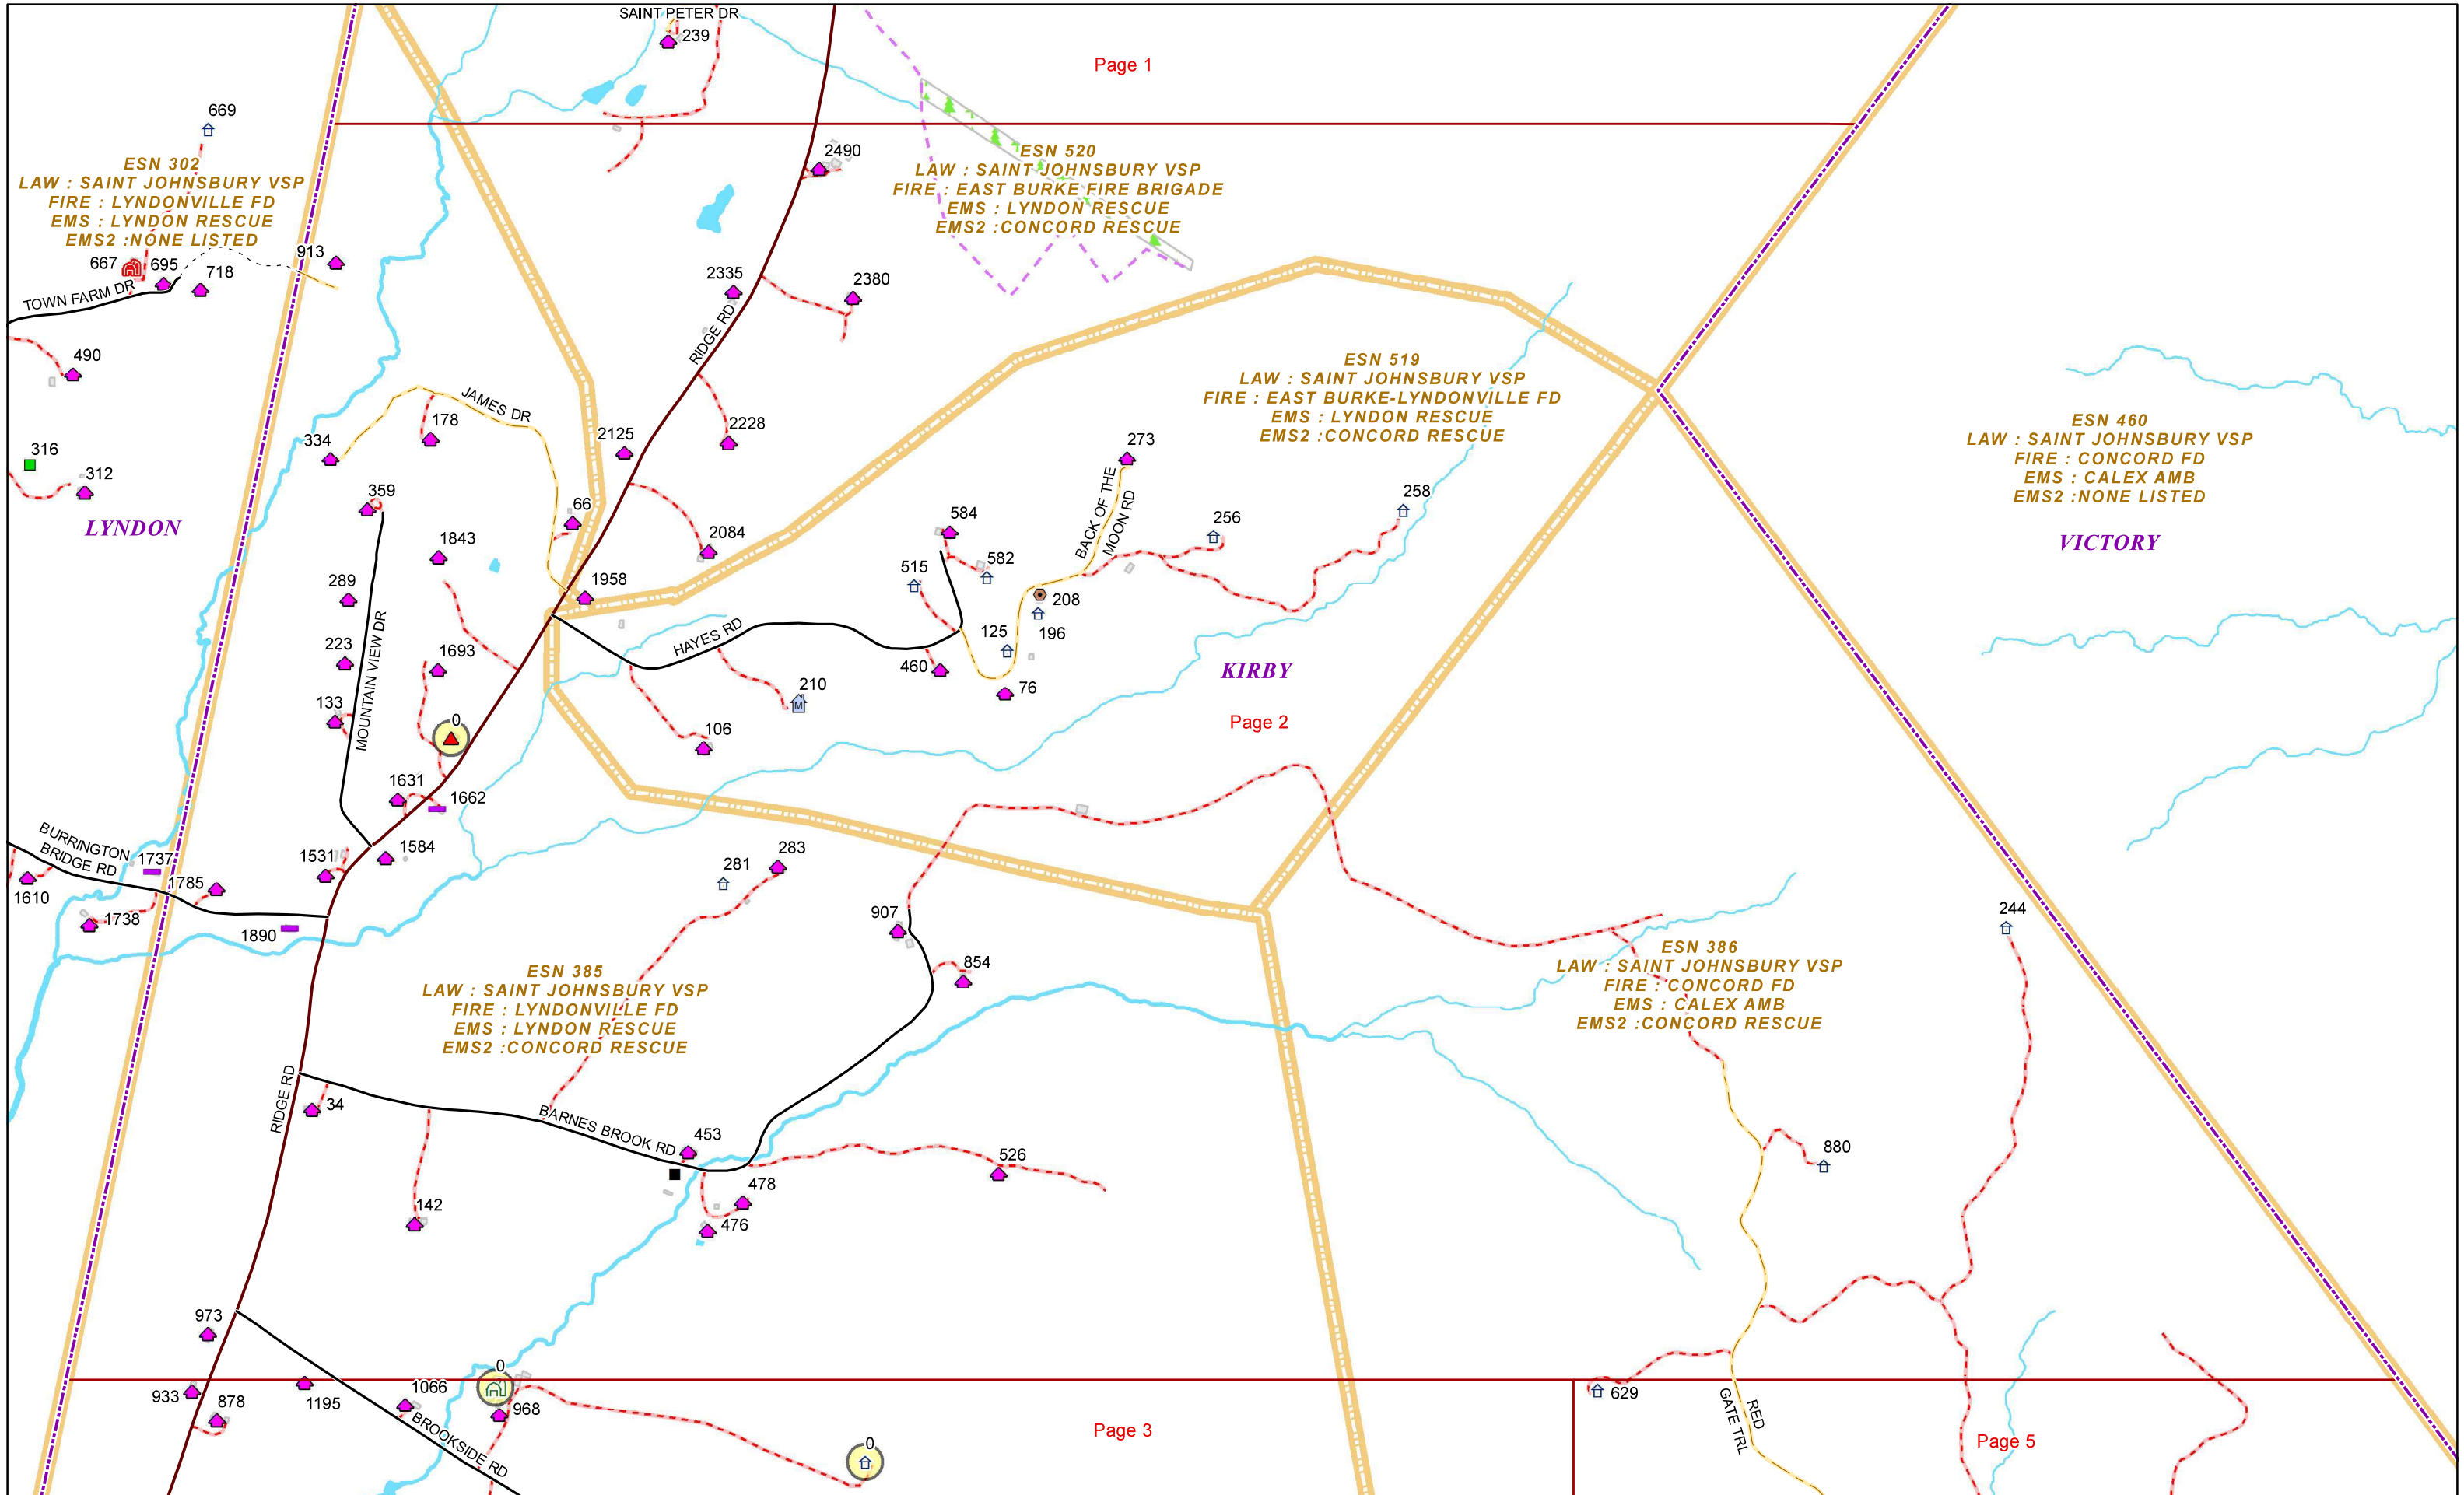 SAINT PETER DR
239
Page 1
669
2490
ESN 302
LAW : SAINT JOHNSBURY VSP
FIRE : LYNDONVILLE FD
EMS : LYNDON RESCUE
EMS2 :NONE LISTED
ESN 520
LAW : SAINT JOHNSBURY VSP
FIRE : EAST BURKE FIRE BRIGADE
EMS : LYNDON RESCUE
EMS2 :CONCORD RESCUE
913
667
695
718
TOWN FARM DR
2335
2380
RIDGE RD
490
ESN 519
LAW : SAINT JOHNSBURY VSP
FIRE : EAST BURKE-LYNDONVILLE FD
EMS : LYNDON RESCUE
EMS2 :CONCORD RESCUE
JAMES DR
178
334
2125
2228
273
ESN 460
LAW : SAINT JOHNSBURY VSP
FIRE : CONCORD FD
EMS : CALEX AMB
EMS2 :NONE LISTED
316
312
359
66
584
BACK OF THE
MOON RD
258
256
LYNDON
VICTORY
1843
2084
582
515
289
1958
208
196
125
HAYES RD
223
MOUNTAIN VIEW DR
1693
460
76
KIRBY
210
133
0
106
Page 2
1631
1662
BURRINGTON
BRIDGE RD
1737
1531
1584
281
283
1785
1610
1738
1890
907
244
854
ESN 385
LAW : SAINT JOHNSBURY VSP
FIRE : LYNDONVILLE FD
EMS : LYNDON RESCUE
EMS2 :CONCORD RESCUE
ESN 386
LAW : SAINT JOHNSBURY VSP
FIRE : CONCORD FD
EMS : CALEX AMB
EMS2 :CONCORD RESCUE
RIDGE RD
34
BARNES BROOK RD
453
526
880
478
476
142
973
0
933
878
1195
1066
968
BROOKSIDE RD
629
RED
GATE TRL
Page 3
0
Page 5
M